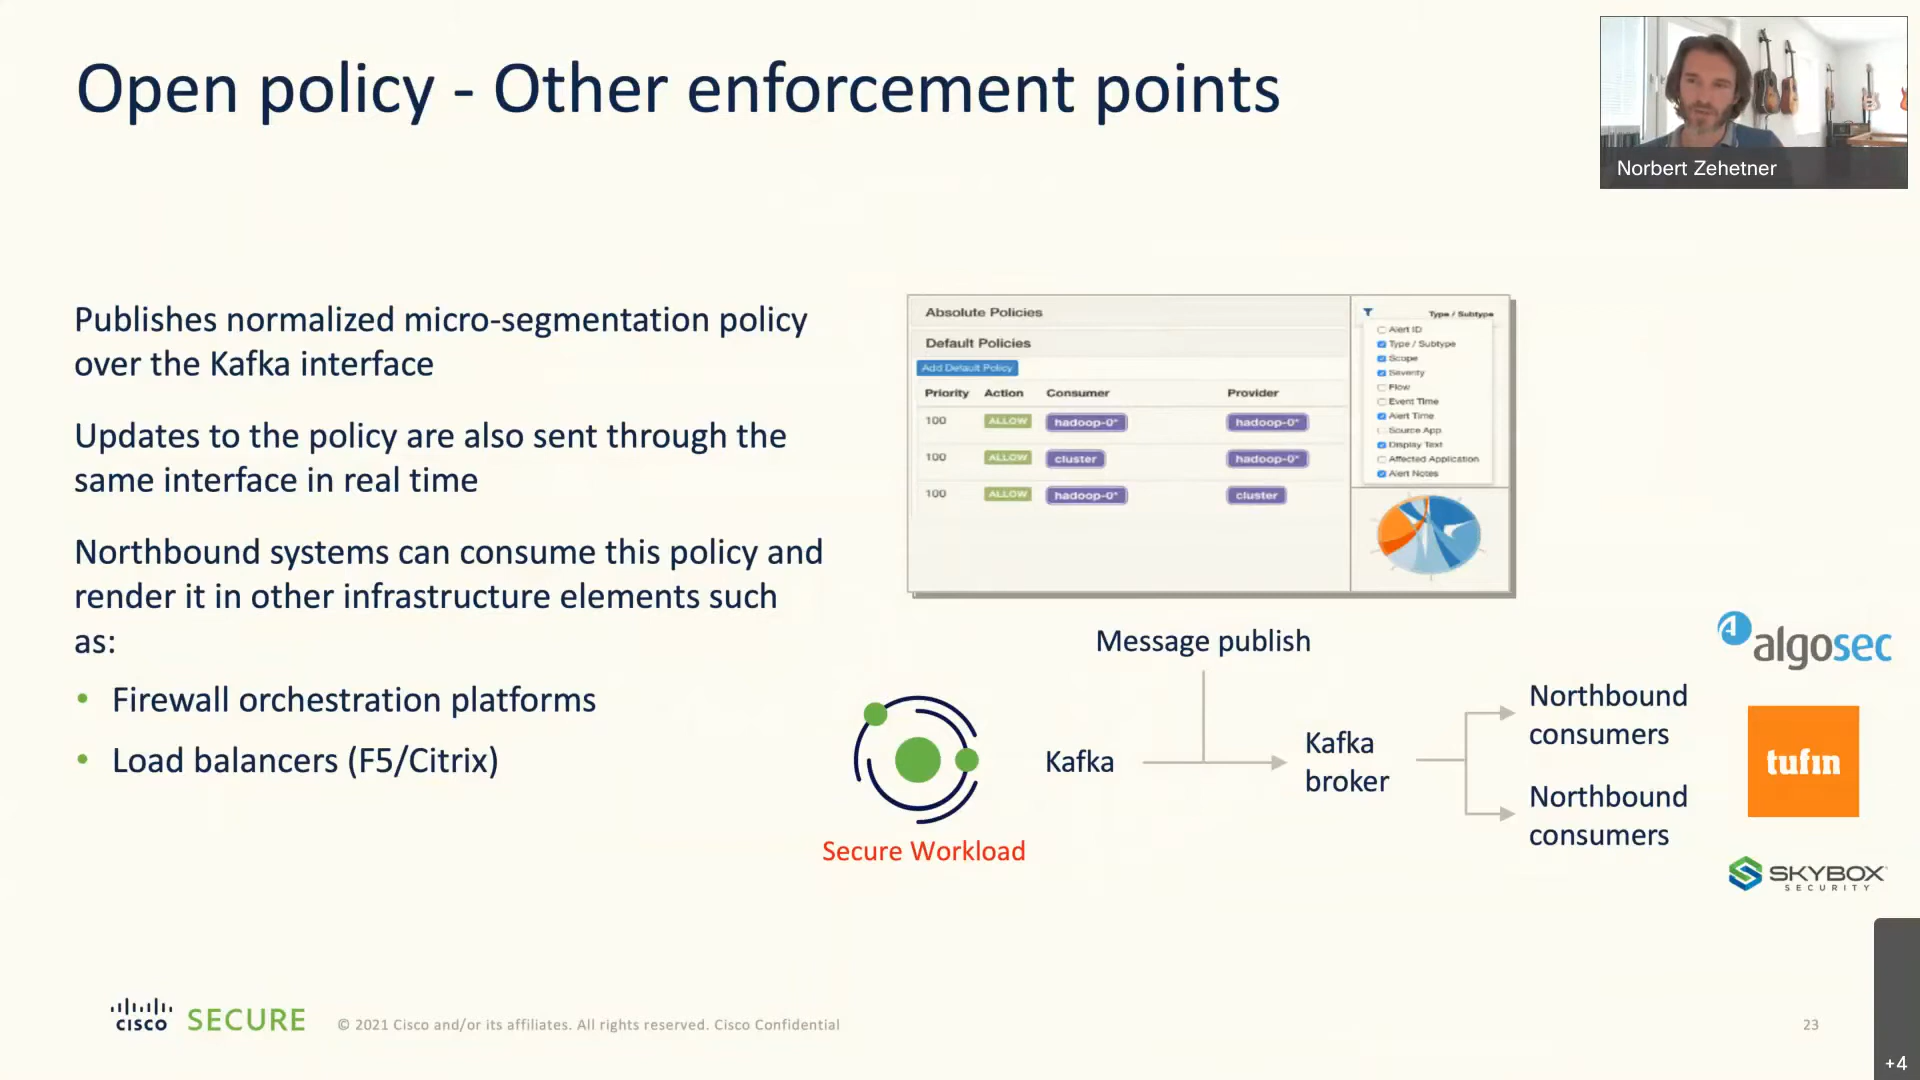 Open policy - Other enforcement points
Norbert Zehetner
Publishes normalized micro-segmentation policy
over the Kafka interface
Updates to the policy are also sent through the
same interface in real time
Northbound systems can consume this policy and
render it in other infrastructure elements such
as:
• Firewall orchestration platforms
• Load balancers (F5/Citrix)
Absolute Policies
Default Policies
Add Default Policy
Priority Action Consumer Provider
100 ALLOW hadoop-0* hadoop-0*
100 ALLOW cluster hadoop-0*
100 ALLOW hadoop-0* cluster
Type / Subtype
Alert ID
Type / Subtype
Scope
Severity
Flow
Event Time
Alert Time
Source App
Display Text
Affected Application
Alert Notes
Message publish
Secure Workload
Kafka
Kafka
broker
Northbound
consumers
Northbound
consumers
algosec
tufin
SKYBOX
SECURITY
CISCO SECURE
© 2021 Cisco and/or its affiliates. All rights reserved. Cisco Confidential
23
+4